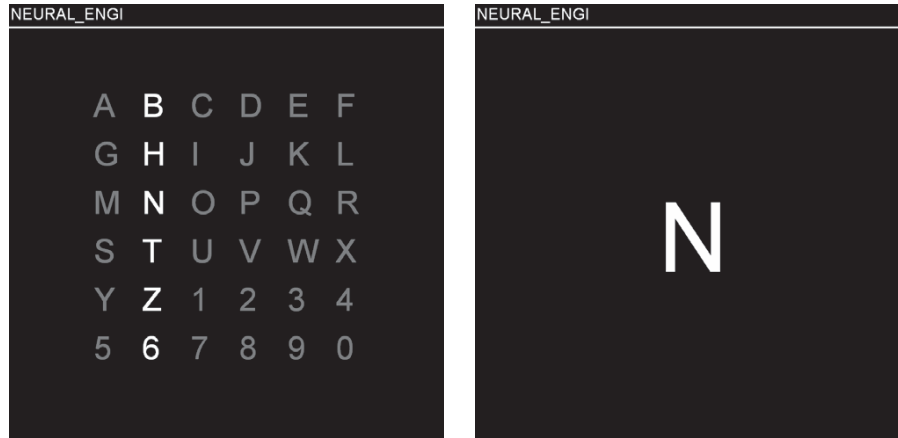 NEURAL_ENGI
A B C D E F
G H I J K L
M N O P Q R
S T U V W X
Y Z 1 2 3 4
5 6 7 8 9 0
NEURAL_ENGI
N